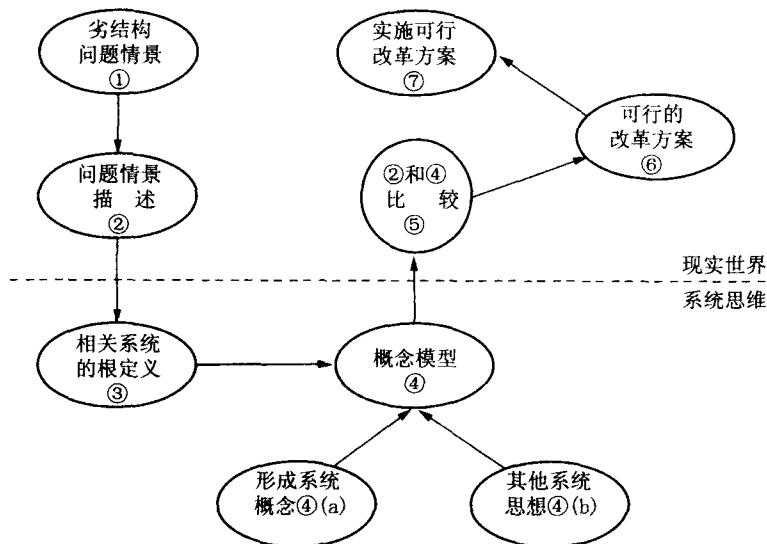 劣结构
问题情景
①
实施可行
改革方案
⑦
可行的
改革方案
⑥
问题情景
描 述
②
②和④
比 较
⑤
现实世界
系统思维
相关系统
的根定义
③
概念模型
④
形成系统
概念④(a)
其他系统
思想④(b)